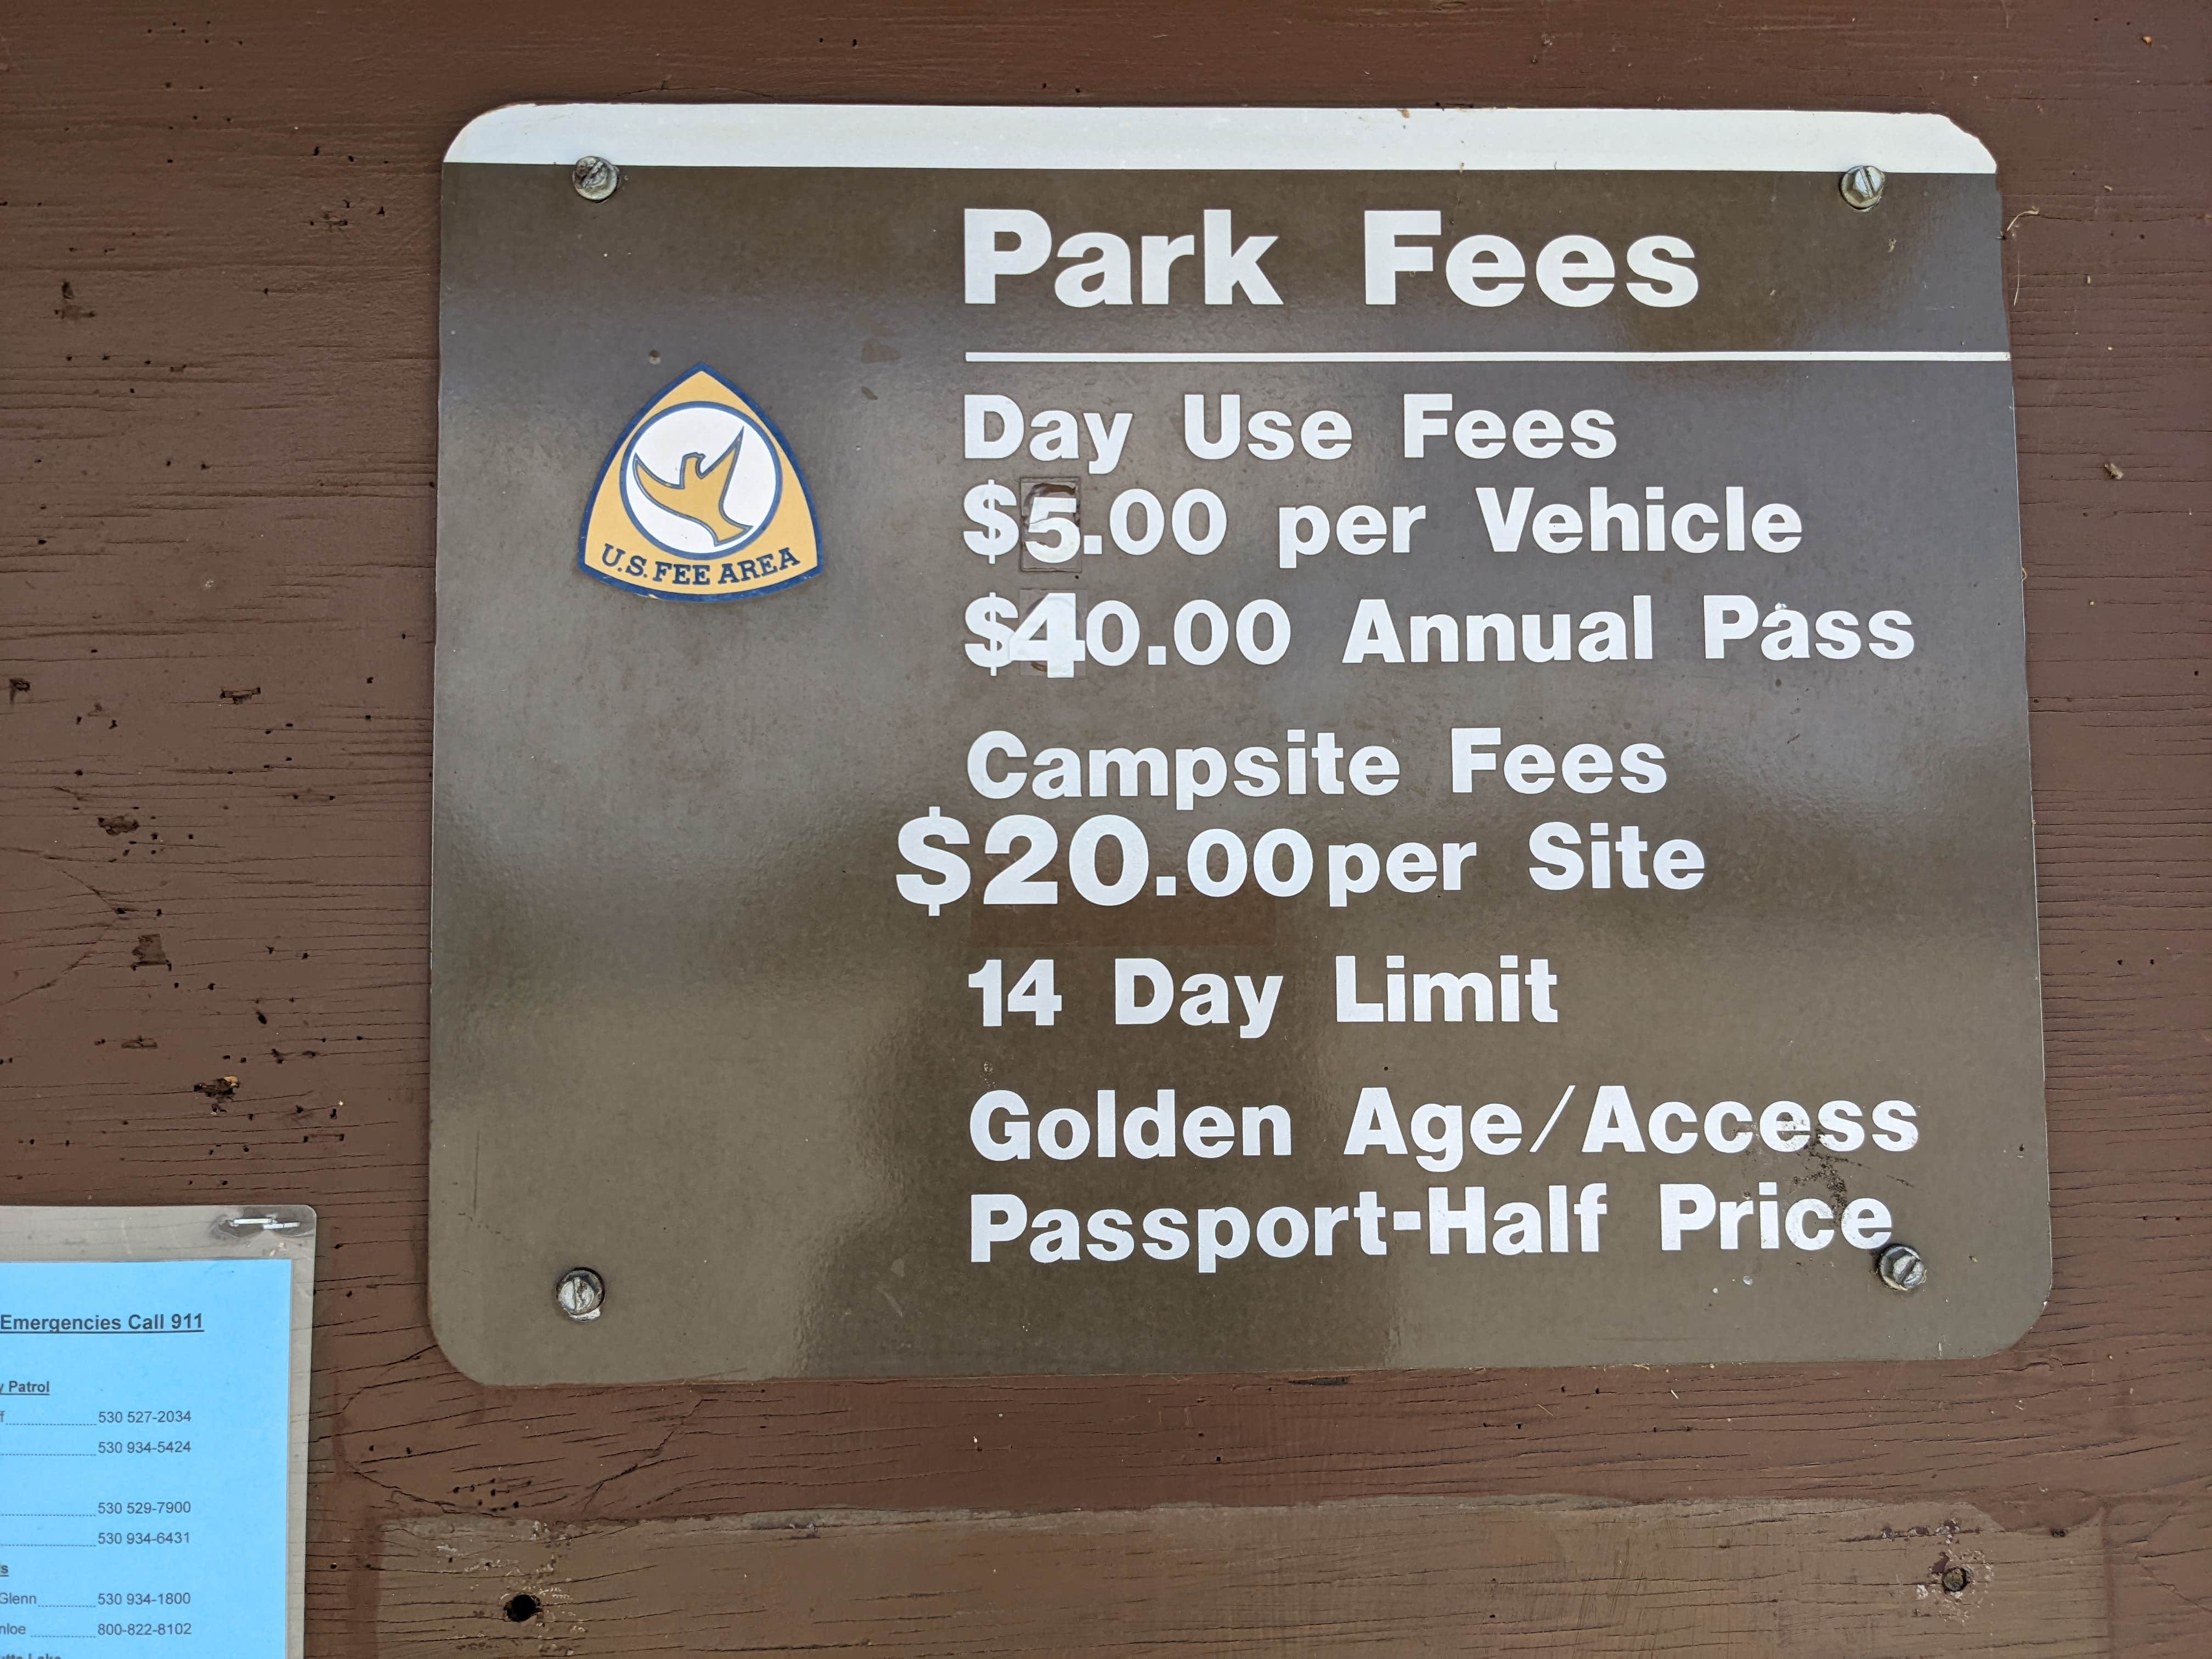 Park Fees
U.S. FEE AREA
Day Use Fees
$5.00 per Vehicle
$40.00 Annual Pass
Campsite Fees
$20.00 per Site
14 Day Limit
Golden Age/Access
Passport-Half Price
Emergencies Call 911
Patrol
530 527-2034
530 934-5424
530 529-7900
530 934-6431
Glenn 530 934-1800
800-822-8102